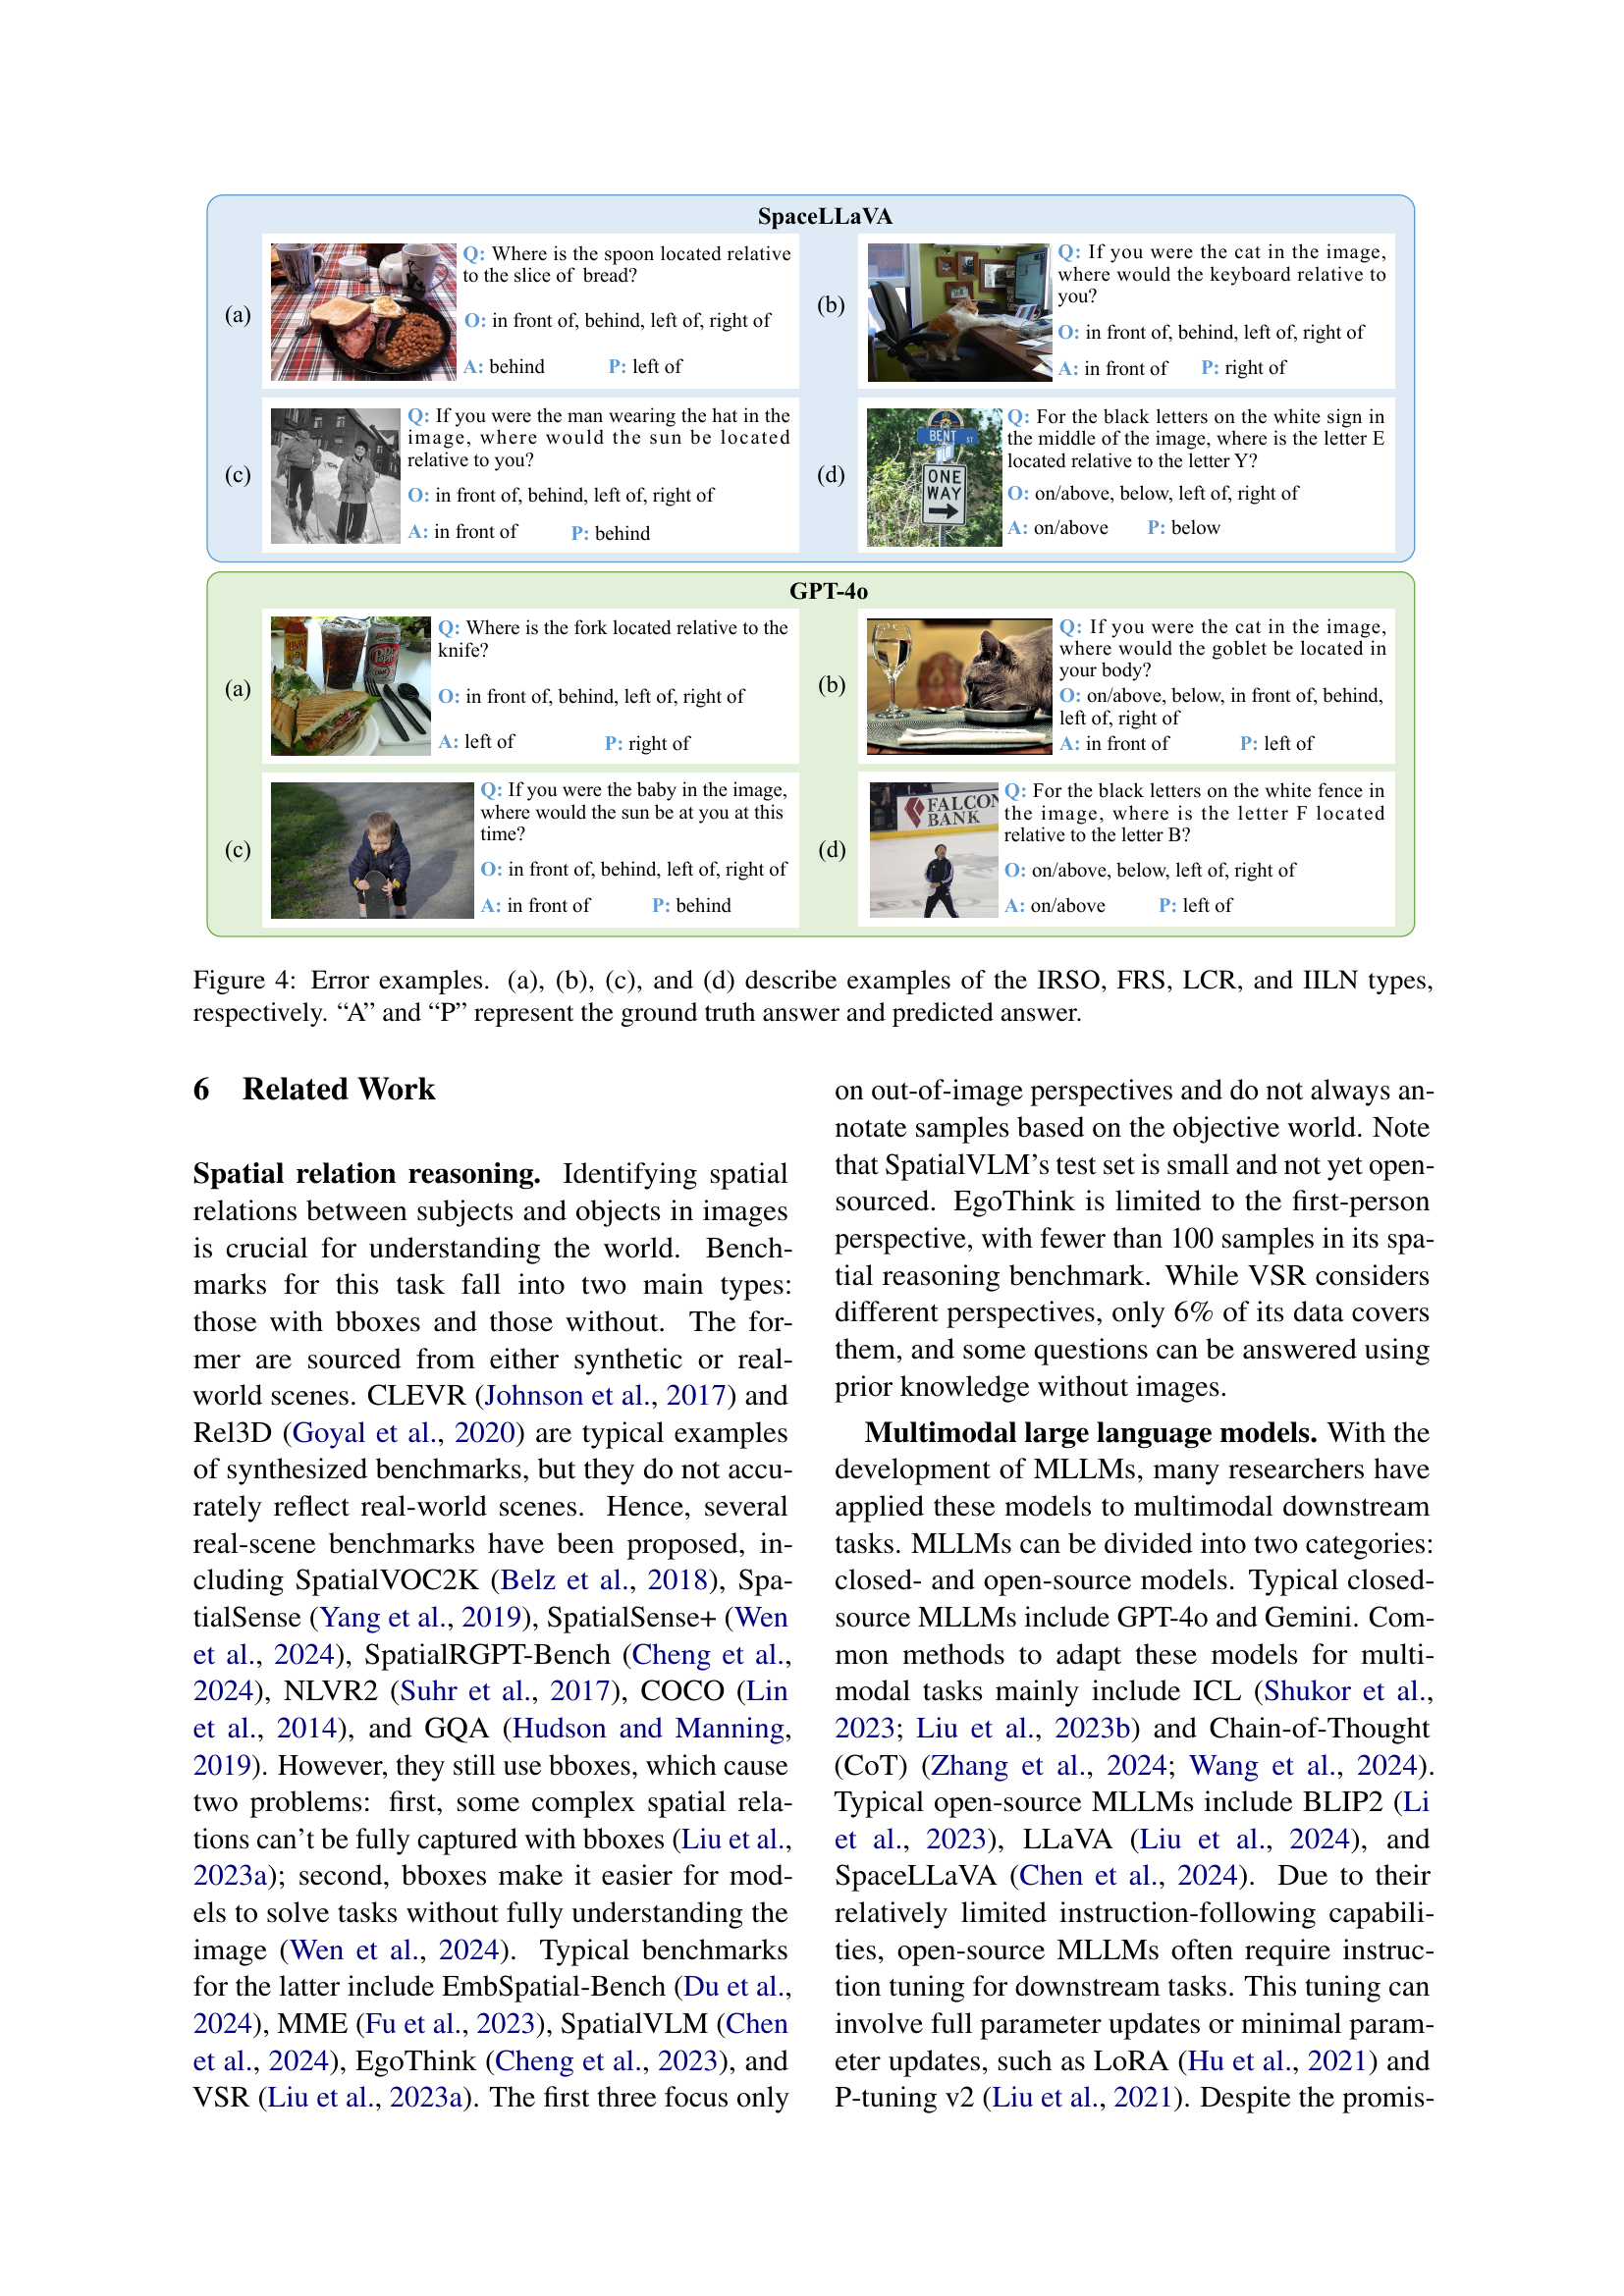 SpaceLLaVA
(a)
Q: Where is the spoon located relative
to the slice of bread?
O: in front of, behind, left of, right of
A: behind P: left of
(b)
Q: If you were the cat in the image,
where would the keyboard relative to
you?
O: in front of, behind, left of, right of
A: in front of P: right of
(c)
Q: If you were the man wearing the hat in the
image, where would the sun be located
relative to you?
O: in front of, behind, left of, right of
A: in front of P: behind
(d)
BENT ST
ONE
WAY
Q: For the black letters on the white sign in
the middle of the image, where is the letter E
located relative to the letter Y?
O: on/above, below, left of, right of
A: on/above P: below
GPT-4o
(a)
Q: Where is the fork located relative to the
knife?
O: in front of, behind, left of, right of
A: left of P: right of
(b)
Q: If you were the cat in the image,
where would the goblet be located in
your body?
O: on/above, below, in front of, behind,
left of, right of
A: in front of P: left of
(c)
Q: If you were the baby in the image,
where would the sun be at you at this
time?
O: in front of, behind, left of, right of
A: in front of P: behind
(d)
FALCON
BANK
Q: For the black letters on the white fence in
the image, where is the letter F located
relative to the letter B?
O: on/above, below, left of, right of
A: on/above P: left of
Figure 4: Error examples. (a), (b), (c), and (d) describe examples of the IRSO, FRS, LCR, and IILN types,
respectively. “A” and “P” represent the ground truth answer and predicted answer.
6 Related Work
Spatial relation reasoning. Identifying spatial
relations between subjects and objects in images
is crucial for understanding the world. Bench-
marks for this task fall into two main types:
those with bboxes and those without. The for-
mer are sourced from either synthetic or real-
world scenes. CLEVR (Johnson et al., 2017) and
Rel3D (Goyal et al., 2020) are typical examples
of synthesized benchmarks, but they do not accu-
rately reflect real-world scenes. Hence, several
real-scene benchmarks have been proposed, in-
cluding SpatialVOC2K (Belz et al., 2018), Spa-
tialSense (Yang et al., 2019), SpatialSense+ (Wen
et al., 2024), SpatialRGPT-Bench (Cheng et al.,
2024), NLVR2 (Suhr et al., 2017), COCO (Lin
et al., 2014), and GQA (Hudson and Manning,
2019). However, they still use bboxes, which cause
two problems: first, some complex spatial rela-
tions can’t be fully captured with bboxes (Liu et al.,
2023a); second, bboxes make it easier for mod-
els to solve tasks without fully understanding the
image (Wen et al., 2024). Typical benchmarks
for the latter include EmbSpatial-Bench (Du et al.,
2024), MME (Fu et al., 2023), SpatialVLM (Chen
et al., 2024), EgoThink (Cheng et al., 2023), and
VSR (Liu et al., 2023a). The first three focus only
on out-of-image perspectives and do not always an-
notate samples based on the objective world. Note
that SpatialVLM’s test set is small and not yet open-
sourced. EgoThink is limited to the first-person
perspective, with fewer than 100 samples in its spa-
tial reasoning benchmark. While VSR considers
different perspectives, only 6% of its data covers
them, and some questions can be answered using
prior knowledge without images.
Multimodal large language models. With the
development of MLLMs, many researchers have
applied these models to multimodal downstream
tasks. MLLMs can be divided into two categories:
closed- and open-source models. Typical closed-
source MLLMs include GPT-4o and Gemini. Com-
mon methods to adapt these models for multi-
modal tasks mainly include ICL (Shukor et al.,
2023; Liu et al., 2023b) and Chain-of-Thought
(CoT) (Zhang et al., 2024; Wang et al., 2024).
Typical open-source MLLMs include BLIP2 (Li
et al., 2023), LLaVA (Liu et al., 2024), and
SpaceLLaVA (Chen et al., 2024). Due to their
relatively limited instruction-following capabili-
ties, open-source MLLMs often require instruc-
tion tuning for downstream tasks. This tuning can
involve full parameter updates or minimal param-
eter updates, such as LoRA (Hu et al., 2021) and
P-tuning v2 (Liu et al., 2021). Despite the promis-